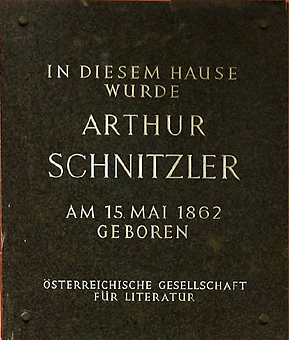 IN DIESEM HAUSE
WURDE
ARTHUR
SCHNITZLER
AM 15. MAI 1862
GEBOREN
ÖSTERREICHISCHE GESELLSCHAFT
FÜR LITERATUR